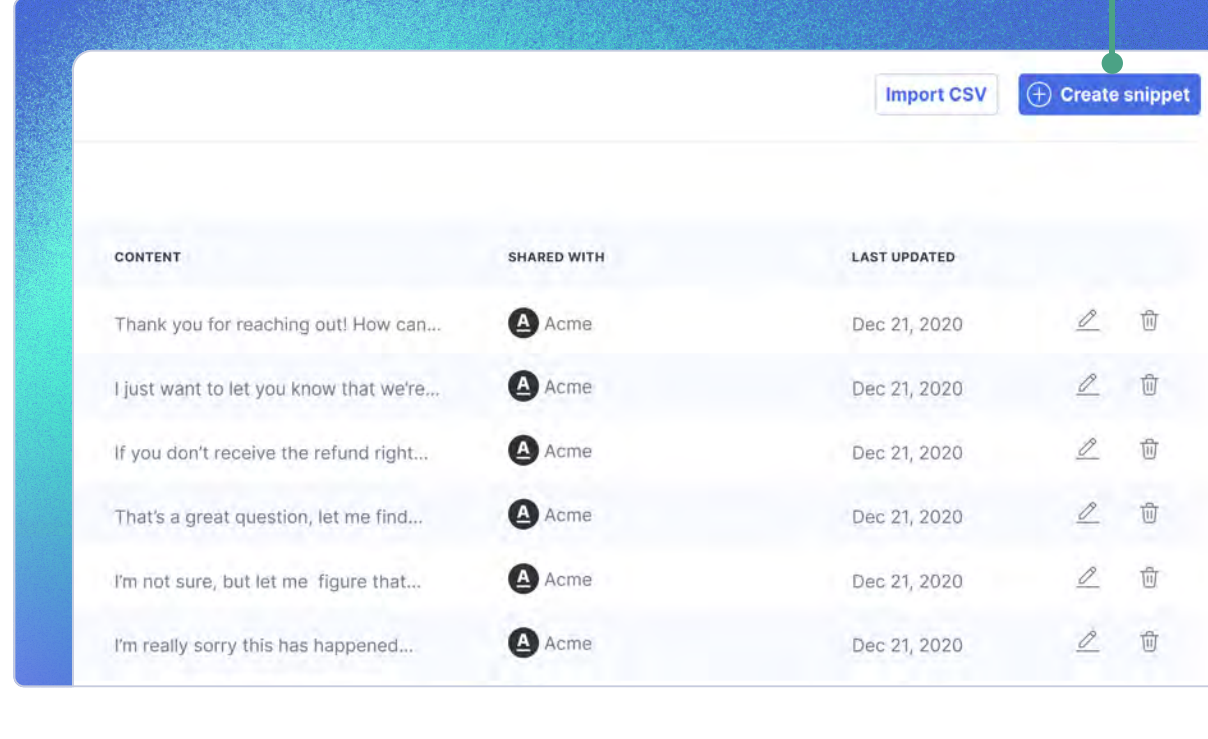 Import CSV Create snippet
CONTENT SHARED WITH LAST UPDATED
Thank you for reaching out! How can... A Acme Dec 21, 2020
I just want to let you know that we're... A Acme Dec 21, 2020
If you don't receive the refund right... A Acme Dec 21, 2020
That's a great question, let me find... A Acme Dec 21, 2020
I'm not sure, but let me  figure that... A Acme Dec 21, 2020
I'm really sorry this has happened... A Acme Dec 21, 2020